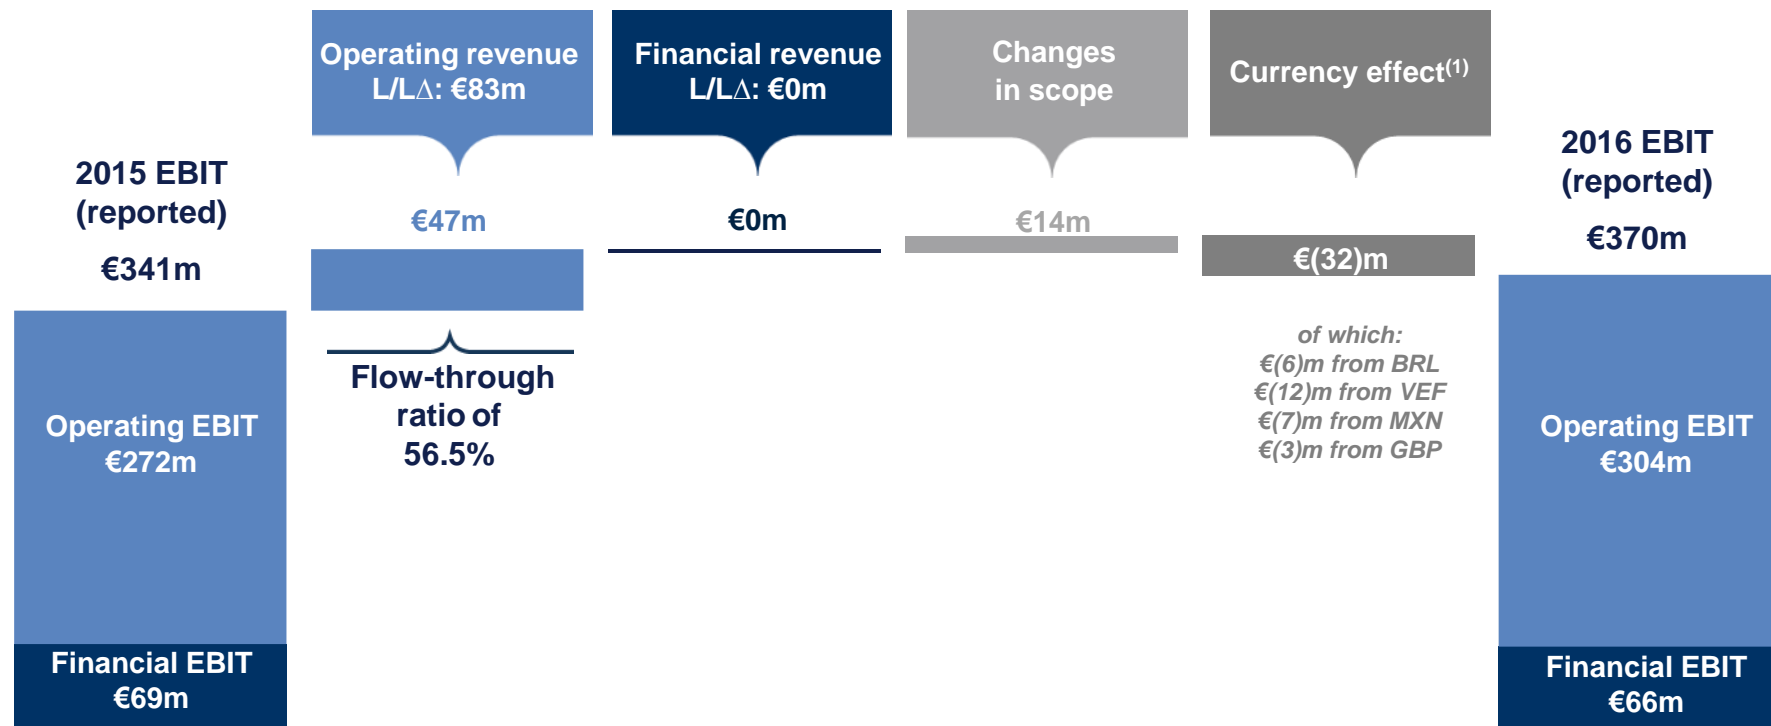 Operating revenue
L/L∆: €83m
Financial revenue
L/L∆: €0m
Changes
in scope
Currency effect(1)
2015 EBIT
(reported)
€341m
€47m
€0m
€14m
€(32)m
2016 EBIT
(reported)
€370m
Flow-through
ratio of
56.5%
of which:
€(6)m from BRL
€(12)m from VEF
€(7)m from MXN
€(3)m from GBP
Operating EBIT
€272m
Operating EBIT
€304m
Financial EBIT
€69m
Financial EBIT
€66m